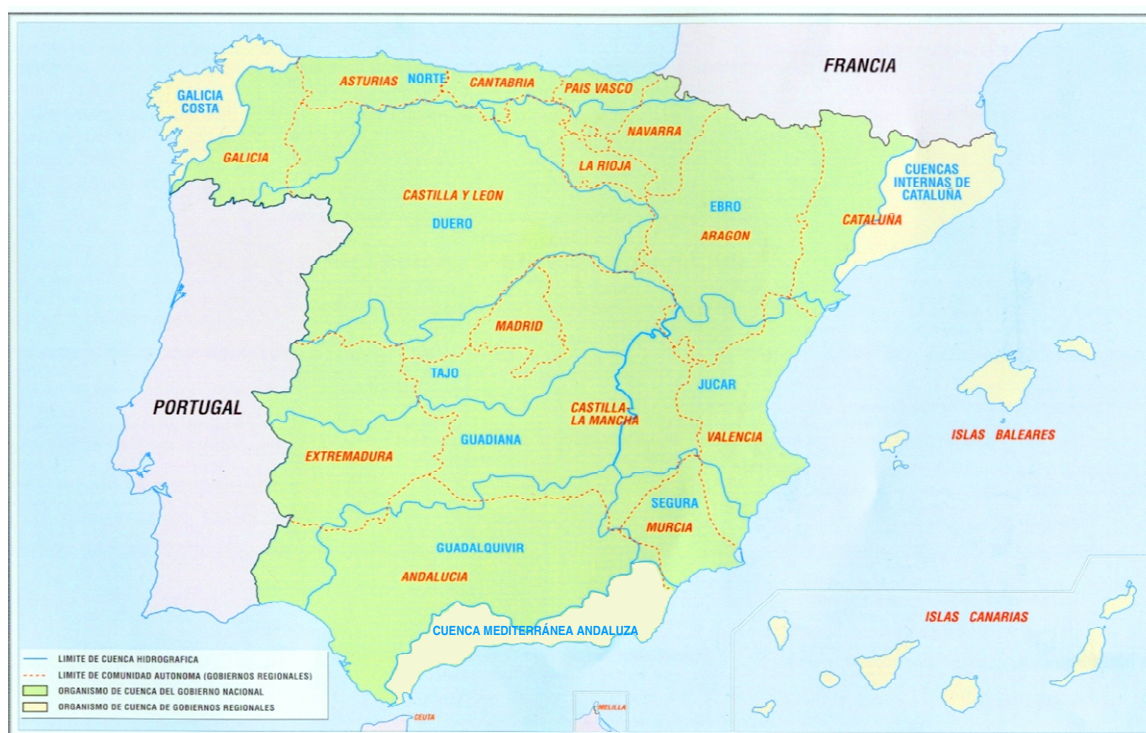 FRANCIA
ASTURIAS
NORTE
CANTABRIA
PAIS VASCO
GALICIA
COSTA
NAVARRA
GALICIA
LA RIOJA
CUENCAS
INTERNAS DE
CATALUÑA
CASTILLA Y LEON
DUERO
EBRO
ARAGON
CATALUÑA
MADRID
TAJO
JUCAR
PORTUGAL
CASTILLA-
LA MANCHA
GUADIANA
VALENCIA
ISLAS BALEARES
EXTREMADURA
SEGURA
MURCIA
GUADALQUIVIR
ANDALUCIA
CUENCA MEDITERRÁNEA ANDALUZA
ISLAS CANARIAS
LIMITE DE CUENCA HIDROGRAFICA
LIMITE DE COMUNIDAD AUTONOMA (GOBIERNOS REGIONALES)
ORGANISMO DE CUENCA DEL GOBIERNO NACIONAL
ORGANISMO DE CUENCA DE GOBIERNOS REGIONALES
CEUTA
MELILLA